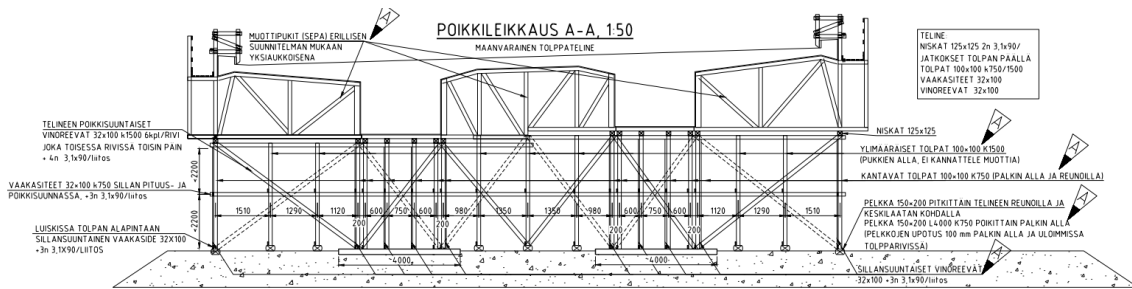 POIKKILEIKKAUS A-A, 1:50
MAANVARAINEN TOLPPATELINE
MUOTTIPUKIT (SEPA) ERILLISEN
SUUNNITELMAN MUKAAN
YKSIAUKKOISENA
A
A
TELINE:
NISKAT 125x125 2n 3,1x90/
JATKOKSET TOLPAN PÄÄLLÄ
TOLPAT 100x100 k750/1500
VAAKASITEET 32x100
VINOREEVAT 32x100
TELINEEN POIKKISUUNTAISET
VINOREEVAT 32x100 k1500 6kpl/RIVI
JOKA TOISESSA RIVISSÄ TOISIN PÄIN
+ 4n 3,1x90/liitos
NISKAT 125x125
YLIMÄÄRÄISET TOLPAT 100x100 K1500
(PUKKIEN ALLA, EI KANNATTELE MUOTTIA)
A
KANTAVAT TOLPAT 100x100 K750 (PALKIN ALLA JA REUNOILLA)
A
VAAKASITEET 32x100 k750 SILLAN PITUUS- JA
POIKKISUUNNASSA, +3n 3,1x90/liitos
~2200
~2200
1510
1290
1120
600
750
600
980
1350
1350
980
600
750
600
1120
1290
1510
200
200
200
200
PELKKA 150x200 PITKITTÄIN TELINEEN REUNOILLA JA
KESKILAATAN KOHDALLA
PELKKA 150x200 L4000 K750 POIKITTAIN PALKIN ALLA
(PELKKOJEN UPOTUS 100 mm PALKIN ALLA JA ULOIMMISSA
TOLPPARIVISSÄ)
A
LUISKISSA TOLPAN ALAPINTAAN
SILLANSUUNTAINEN VAAKASIDE 32X100
+3n 3,1X90/LIITOS
~4000
~4000
SILLANSUUNTAISET VINOREEVAT
32x100 +3n 3,1x90/liitos
A